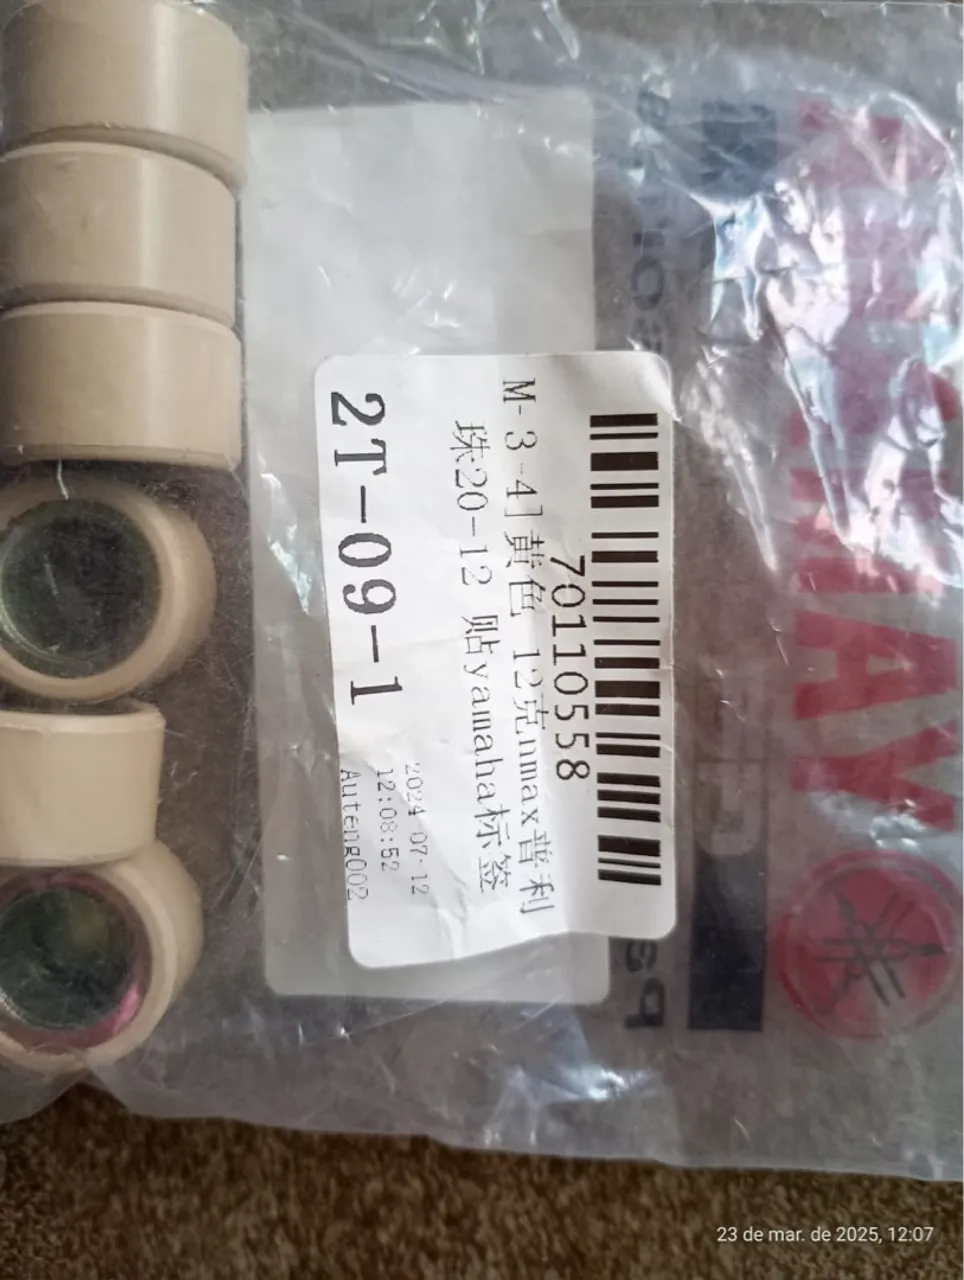 70110558
M-3-4]黄色 12克nmax普利
珠20-12 贴yamaha标签
2T-09-1
2024-07-12
12:08:52
Auteng002
YAMAHA
23 de mar. de 2025, 12:07